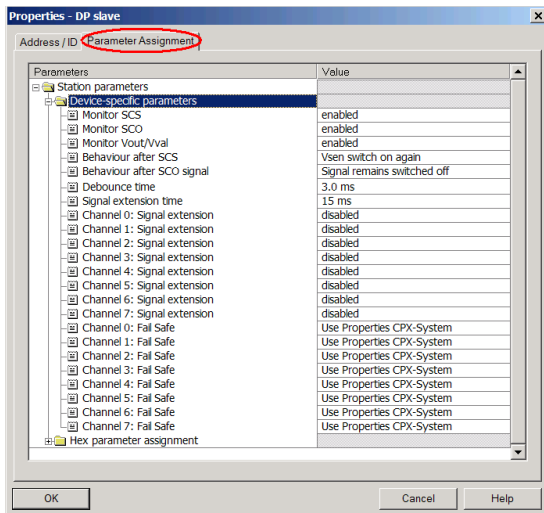 Properties - DP slave
Address / ID Parameter Assignment
Parameters Value
Station parameters
Device-specific parameters
Monitor SCS enabled
Monitor SCO enabled
Monitor Vout/Vval enabled
Behaviour after SCS Vsen switch on again
Behaviour after SCO signal Signal remains switched off
Debounce time 3.0 ms
Signal extension time 15 ms
Channel 0: Signal extension disabled
Channel 1: Signal extension disabled
Channel 2: Signal extension disabled
Channel 3: Signal extension disabled
Channel 4: Signal extension disabled
Channel 5: Signal extension disabled
Channel 6: Signal extension disabled
Channel 7: Signal extension disabled
Channel 0: Fail Safe Use Properties CPX-System
Channel 1: Fail Safe Use Properties CPX-System
Channel 2: Fail Safe Use Properties CPX-System
Channel 3: Fail Safe Use Properties CPX-System
Channel 4: Fail Safe Use Properties CPX-System
Channel 5: Fail Safe Use Properties CPX-System
Channel 6: Fail Safe Use Properties CPX-System
Channel 7: Fail Safe Use Properties CPX-System
Hex parameter assignment
OK Cancel Help